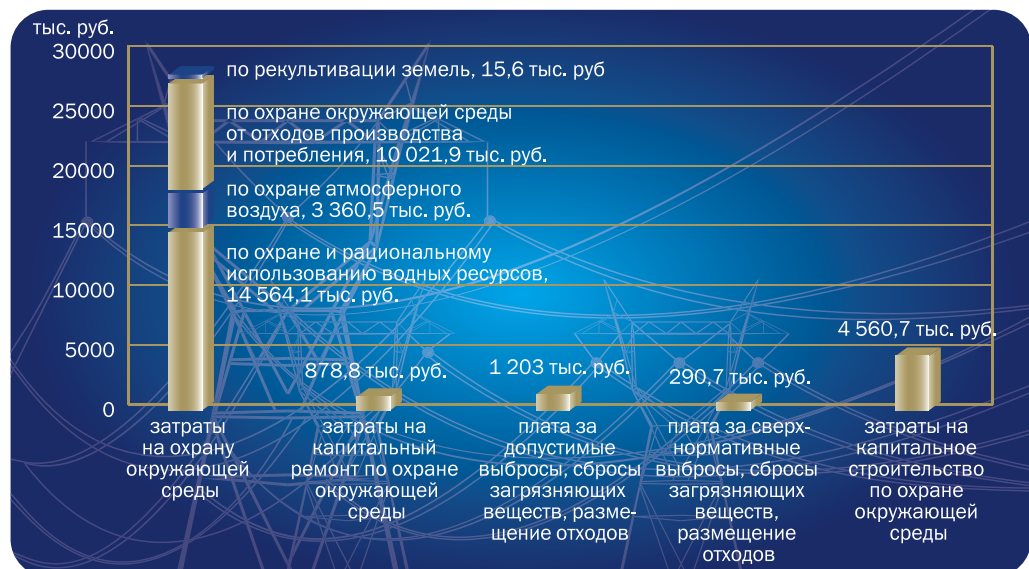 тыс. руб.
30000
25000
20000
15000
10000
5000
0
по рекультивации земель, 15,6 тыс. руб
по охране окружающей среды
от отходов производства
и потребления, 10 021,9 тыс. руб.
по охране атмосферного
воздуха, 3 360,5 тыс. руб.
по охране и рациональному
использованию водных ресурсов,
14 564,1 тыс. руб.
878,8 тыс. руб.
1 203 тыс. руб.
290,7 тыс. руб.
4 560,7 тыс. руб.
затраты
на охрану
окружающей
среды
затраты на
капитальный
ремонт по охране
окружающей
среды
плата за
допустимые
выбросы, сбросы
загрязняющих
веществ, разме-
щение отходов
плата за сверх-
нормативные
выбросы, сбросы
загрязняющих
веществ,
размещение
отходов
затраты на
капитальное
строительство
по охране
окружающей
среды